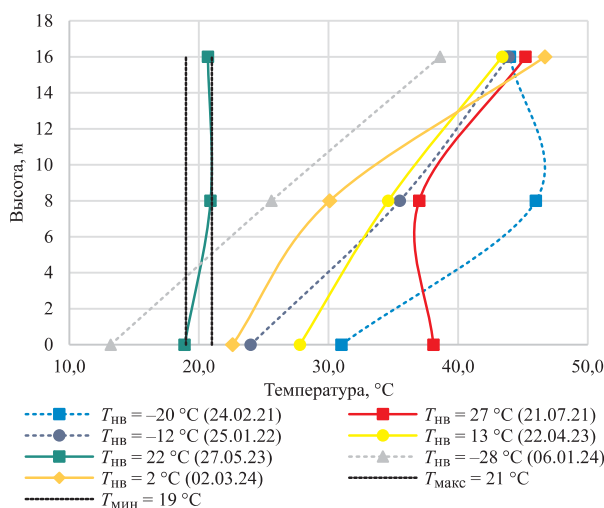 18
16
14
12
10
8
6
4
2
0
Высота, м
10,0 20,0 30,0 40,0 50,0
Температура, °C
Tнв = –20 °C (24.02.21) Tнв = 27 °C (21.07.21)
Tнв = –12 °C (25.01.22) Tнв = 13 °C (22.04.23)
Tнв = 22 °C (27.05.23) Tнв = –28 °C (06.01.24)
Tнв = 2 °C (02.03.24) Tмакс = 21 °C
Tмин = 19 °C